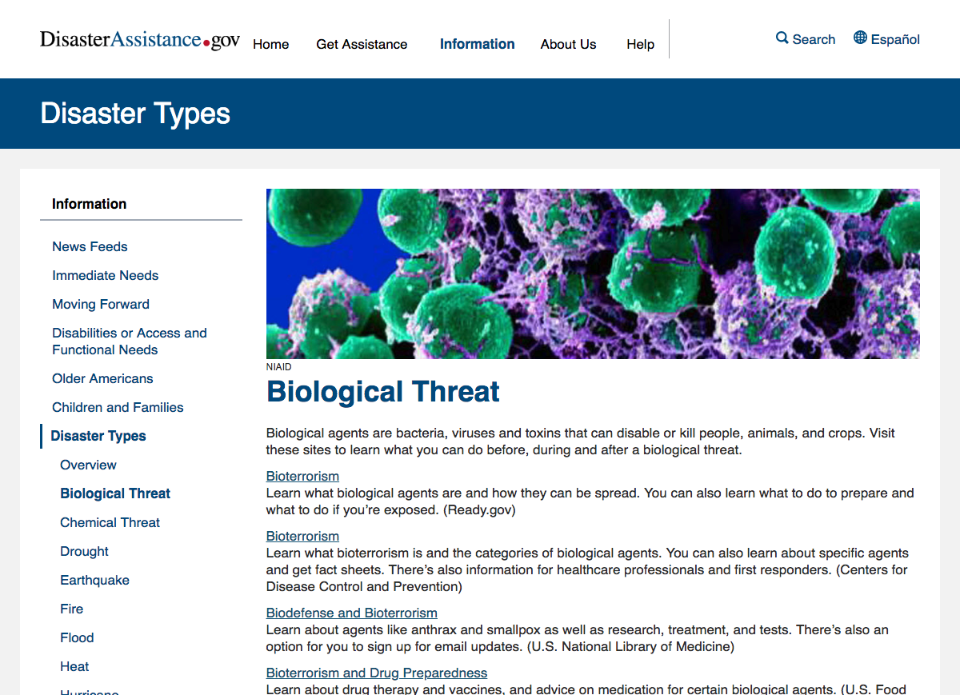 DisasterAssistance.gov Home Get Assistance Information About Us Help Search Español
Disaster Types
Information
News Feeds
Immediate Needs
Moving Forward
Disabilities or Access and
Functional Needs
Older Americans
Children and Families
Disaster Types
Overview
Biological Threat
Chemical Threat
Drought
Earthquake
Fire
Flood
Heat
Hurricane
NIAID
Biological Threat
Biological agents are bacteria, viruses and toxins that can disable or kill people, animals, and crops. Visit
these sites to learn what you can do before, during and after a biological threat.
Bioterrorism
Learn what biological agents are and how they can be spread. You can also learn what to do to prepare and
what to do if you’re exposed. (Ready.gov)
Bioterrorism
Learn what bioterrorism is and the categories of biological agents. You can also learn about specific agents
and get fact sheets. There’s also information for healthcare professionals and first responders. (Centers for
Disease Control and Prevention)
Biodefense and Bioterrorism
Learn about agents like anthrax and smallpox as well as research, treatment, and tests. There’s also an
option for you to sign up for email updates. (U.S. National Library of Medicine)
Bioterrorism and Drug Preparedness
Learn about drug therapy and vaccines, and advice on medication for certain biological agents. (U.S. Food